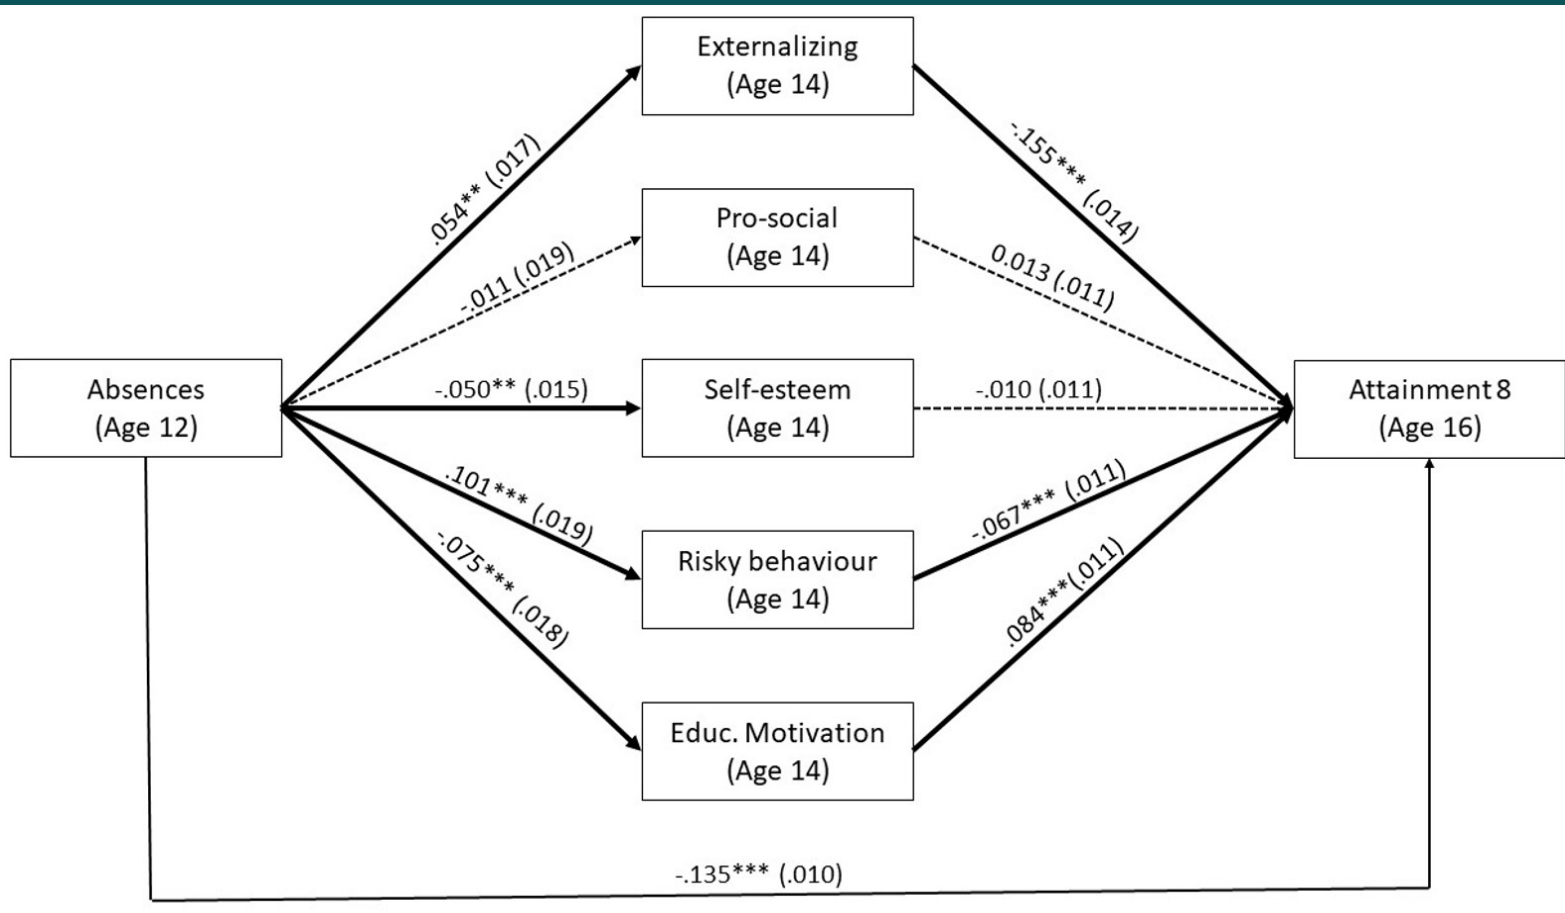 Externalizing
(Age 14)
.054** (.017)
-.155*** (.014)
Pro-social
(Age 14)
-.011 (.019)
0.013 (.011)
Absences
(Age 12)
-.050** (.015)
Self-esteem
(Age 14)
-.010 (.011)
Attainment 8
(Age 16)
.101*** (.019)
-.067*** (.011)
Risky behaviour
(Age 14)
-.075*** (.018)
.084***(.011)
Educ. Motivation
(Age 14)
-.135*** (.010)